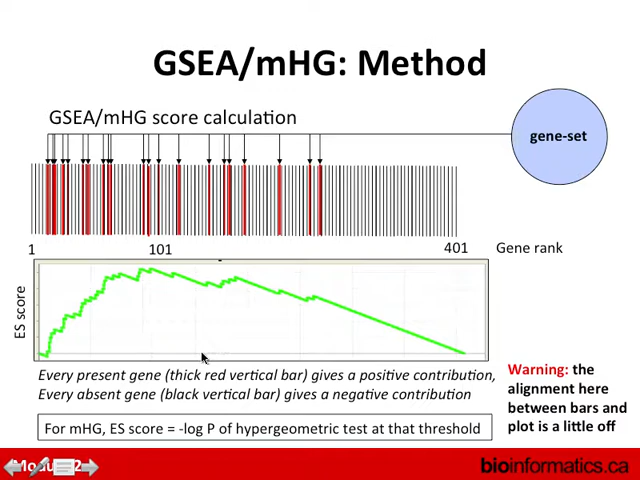 GSEA/mHG: Method
GSEA/mHG score calculation
gene-set
1
101
401
Gene rank
ES score
Every present gene (thick red vertical bar) gives a positive contribution,
Every absent gene (black vertical bar) gives a negative contribution
Warning: the
alignment here
between bars and
plot is a little off
For mHG, ES score = -log P of hypergeometric test at that threshold
bioinformatics.ca